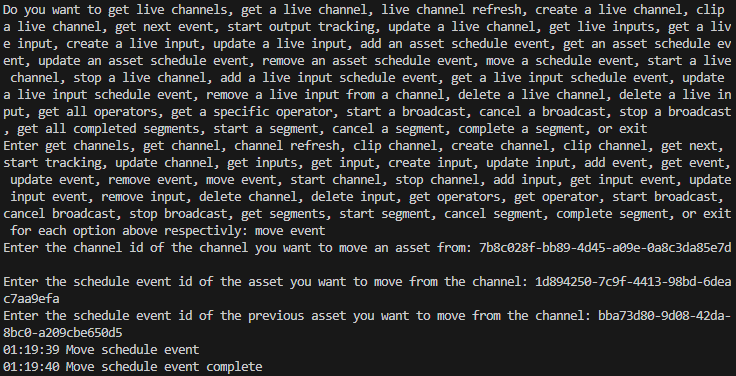 Do you want to get live channels, get a live channel, live channel refresh, create a live channel, clip
a live channel, get next event, start output tracking, update a live channel, get live inputs, get a liv
e input, create a live input, update a live input, add an asset schedule event, get an asset schedule ev
ent, update an asset schedule event, remove an asset schedule event, move a schedule event, start a live
 channel, stop a live channel, add a live input schedule event, get a live input schedule event, update
a live input schedule event, remove a live input from a channel, delete a live channel, delete a live in
put, get all operators, get a specific operator, start a broadcast, cancel a broadcast, stop a broadcast
, get all completed segments, start a segment, cancel a segment, complete a segment, or exit
Enter get channels, get channel, channel refresh, clip channel, create channel, clip channel, get next,
start tracking, update channel, get inputs, get input, create input, update input, add event, get event,
 update event, remove event, move event, start channel, stop channel, add input, get input event, update
 input event, remove input, delete channel, delete input, get operators, get operator, start broadcast,
cancel broadcast, stop broadcast, get segments, start segment, cancel segment, complete segment, or exit
 for each option above respectivly: move event
Enter the channel id of the channel you want to move an asset from: 7b8c028f-bb89-4d45-a09e-0a8c3da85e7d
Enter the schedule event id of the asset you want to move from the channel: 1d894250-7c9f-4413-98bd-6dea
c7aa9efa
Enter the schedule event id of the previous asset you want to move from the channel: bba73d80-9d08-42da-
8bc0-a209cbe650d5
01:19:39 Move schedule event
01:19:40 Move schedule event complete